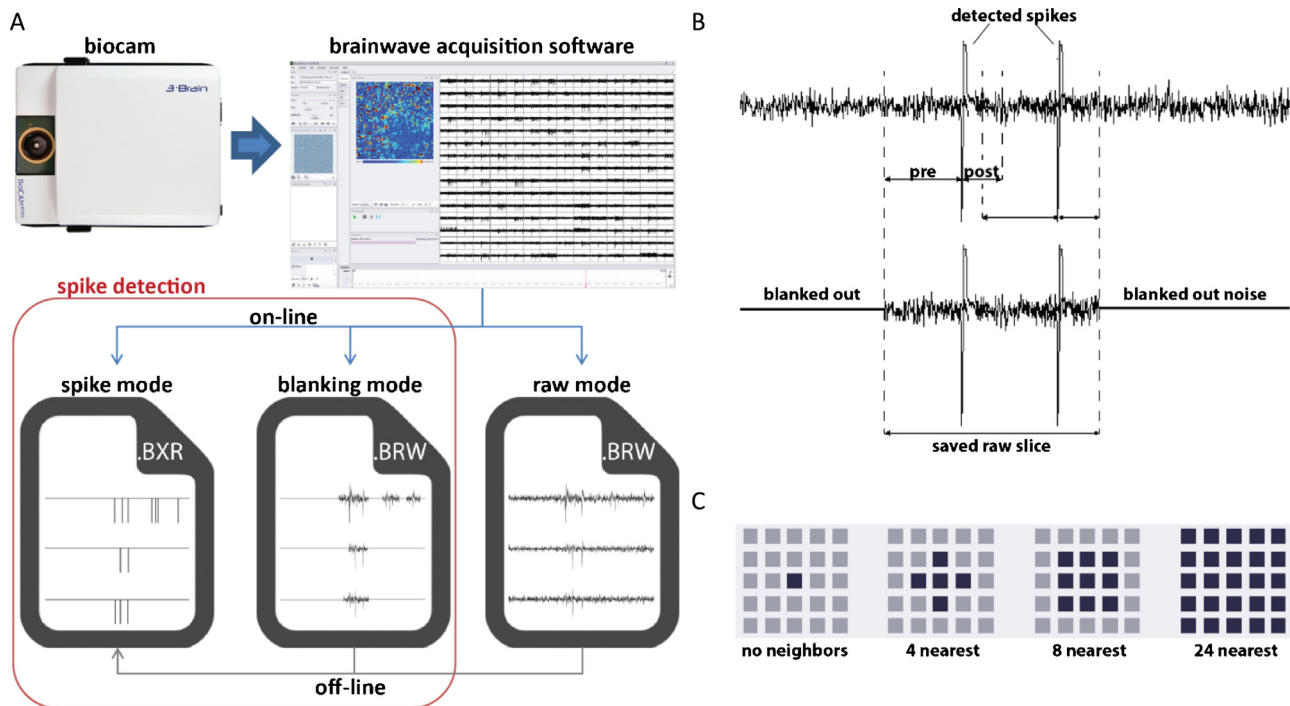 A
biocam
brainwave acquisition software
3·Brain
BioCAM
spike detection
on-line
spike mode
blanking mode
raw mode
.BXR
.BRW
.BRW
off-line
B
detected spikes
pre
post
blanked out
blanked out noise
saved raw slice
C
no neighbors
4 nearest
8 nearest
24 nearest